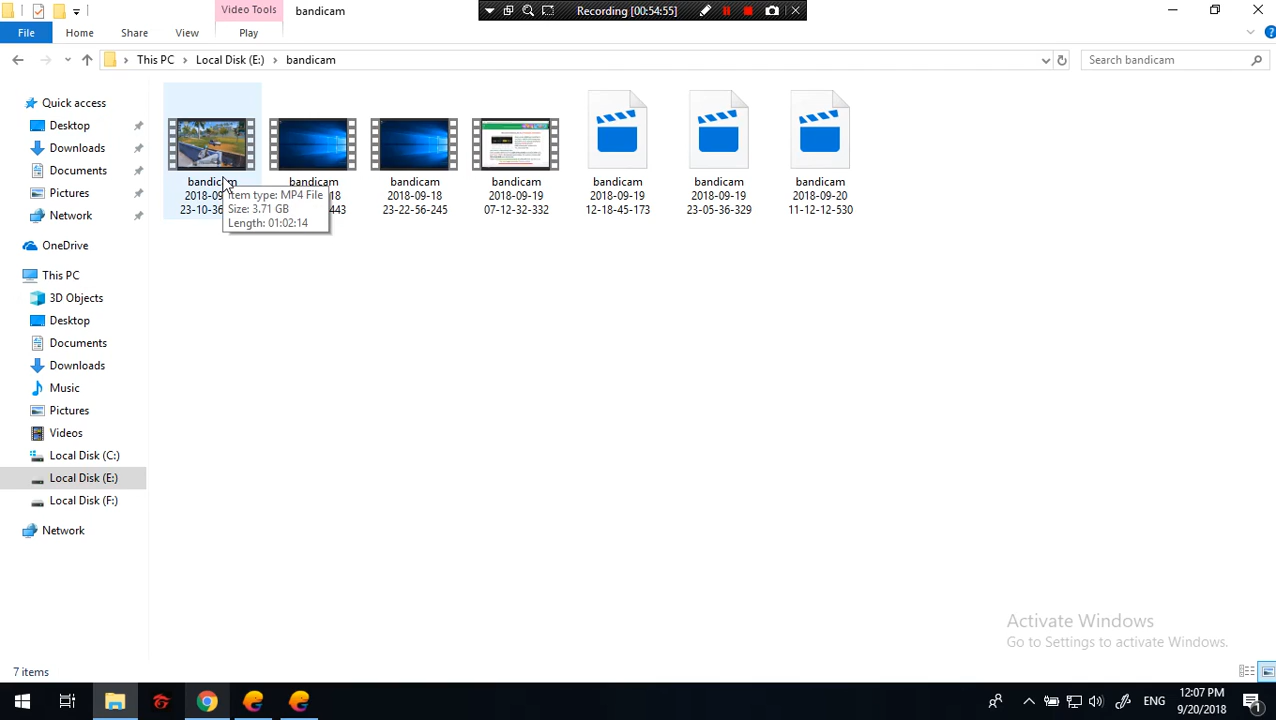 Video Tools
bandicam
Recording [00:54:55]
File
Home
Share
View
Play
This PC
Local Disk (E:)
bandicam
Search bandicam
Quick access
Desktop
Downloads
Documents
Pictures
Network
OneDrive
This PC
3D Objects
Desktop
Documents
Downloads
Music
Pictures
Videos
Local Disk (C:)
Local Disk (E:)
Local Disk (F:)
Network
bandicam
2018-09
23-10-36
Item type: MP4 File
Size: 3.71 GB
Length: 01:02:14
bandicam
18
443
bandicam
2018-09-18
23-22-56-245
bandicam
2018-09-19
07-12-32-332
bandicam
2018-09-19
12-18-45-173
bandicam
2018-09-19
23-05-36-329
bandicam
2018-09-20
11-12-12-530
Activate Windows
Go to Settings to activate Windows.
7 items
ENG
12:07 PM
9/20/2018
1